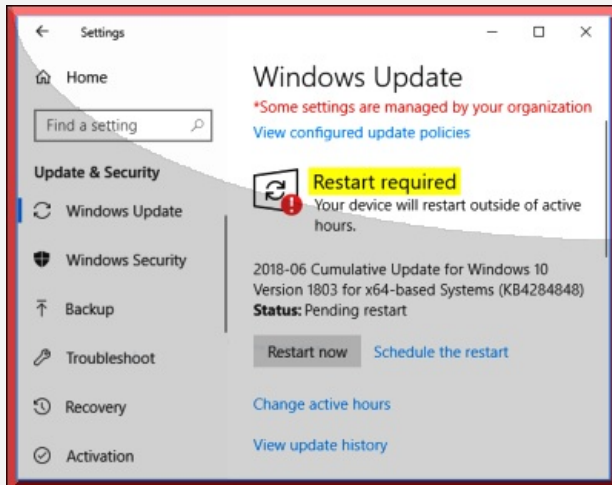 Settings
Home
Find a setting
Update & Security
Windows Update
Windows Security
Backup
Troubleshoot
Recovery
Activation
Windows Update
*Some settings are managed by your organization
View configured update policies
Restart required
Your device will restart outside of active
hours.
2018-06 Cumulative Update for Windows 10
Version 1803 for x64-based Systems (KB4284848)
Status: Pending restart
Restart now
Schedule the restart
Change active hours
View update history